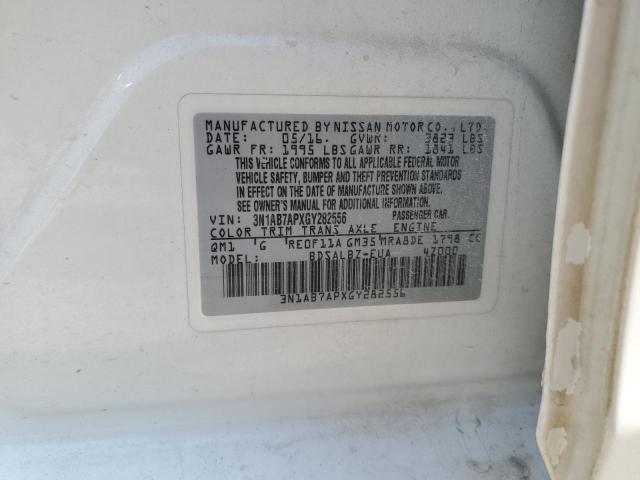 MANUFACTURED BY NISSAN MOTOR CO., LTD.
DATE: 05/16. GVWR: 3823 LBS
GAWR FR: 1995 LBS GAWR RR: 1841 LBS
THIS VEHICLE CONFORMS TO ALL APPLICABLE FEDERAL MOTOR
VEHICLE SAFETY, BUMPER AND THEFT PREVENTION STANDARDS
IN EFFECT ON THE DATE OF MANUFACTURE SHOWN ABOVE.
SEE OWNER'S MANUAL FOR ADDITIONAL INFORMATION
VIN: 3N1AB7APXGY282556 PASSENGER CAR.
COLOR TRIM TRANS AXLE ENGINE
QM1 G RE0F11A GM35 MRA8DE 1798 CC
MODEL BDSALBZ-EUA 4Z000
3N1AB7APXGY282556